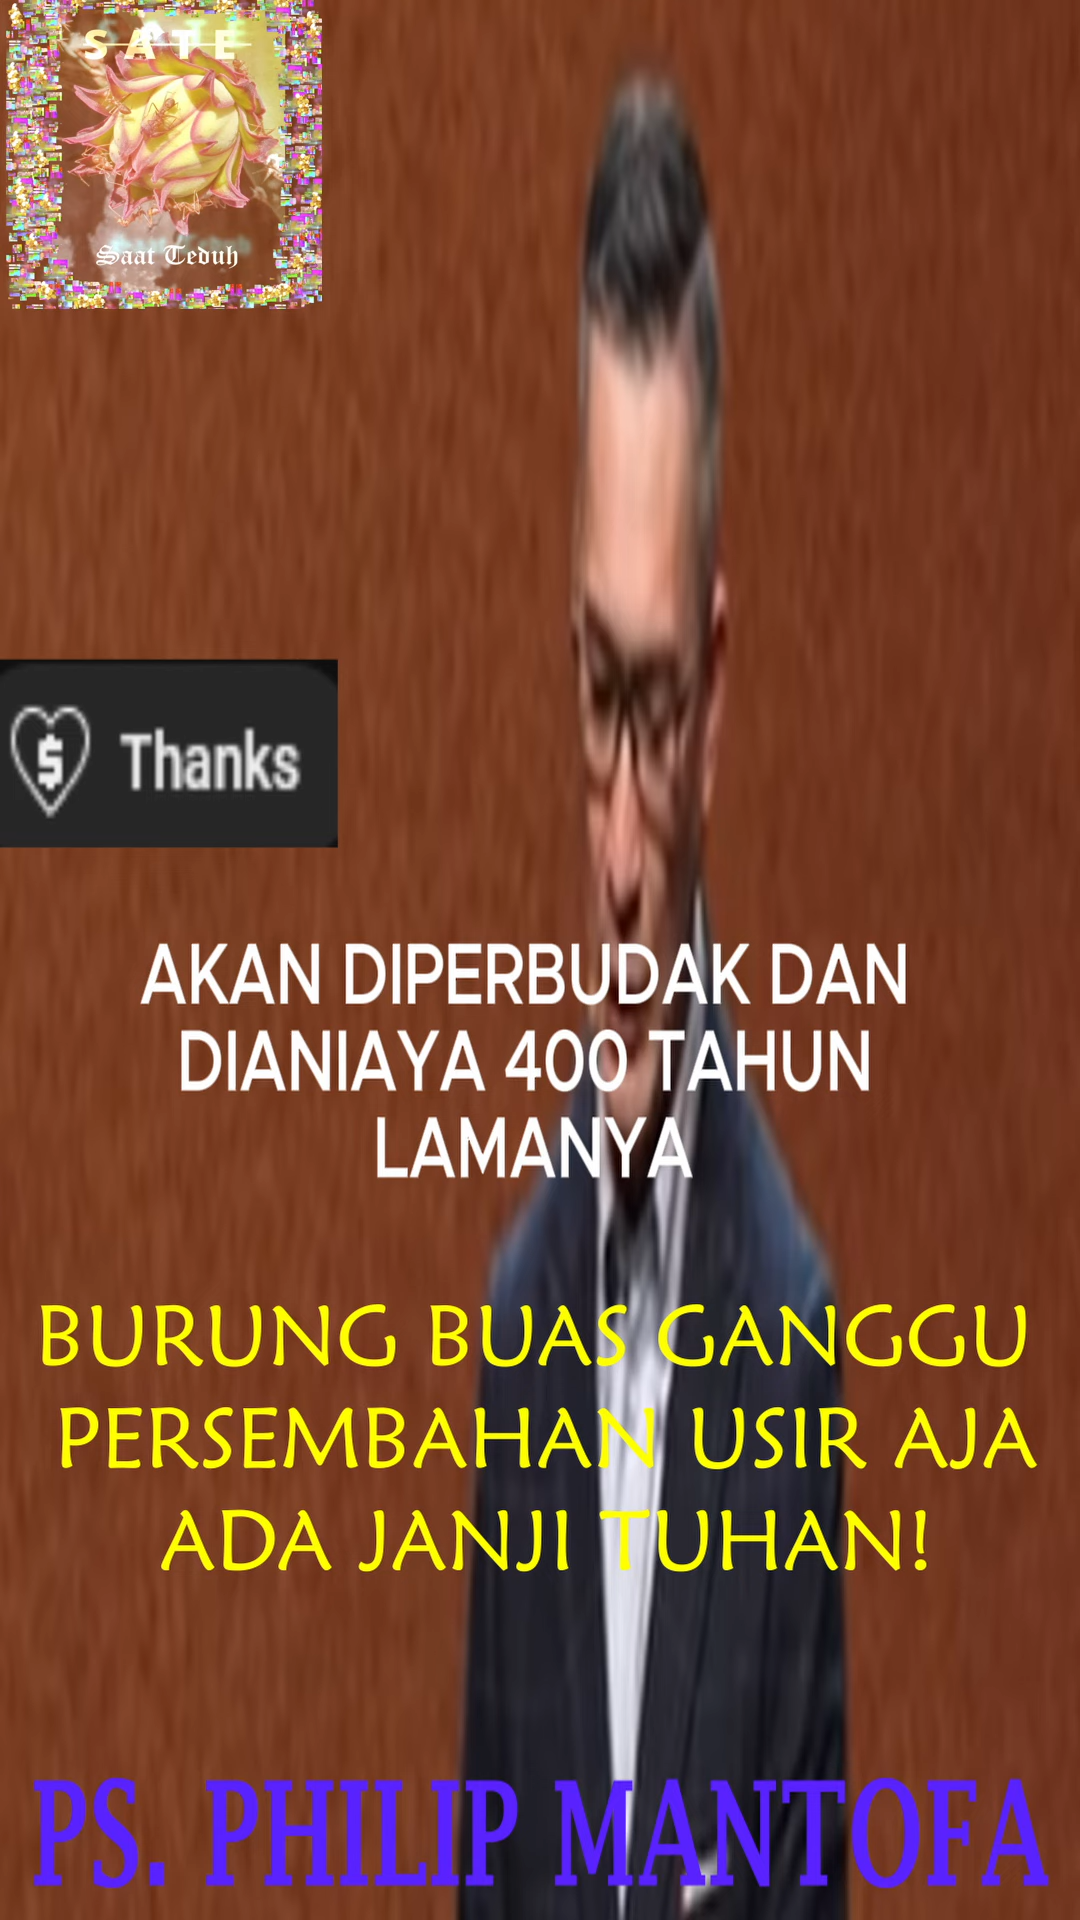 SATE
Saat Teduh
$ Thanks
AKAN DIPERBUDAK DAN
DIANIAYA 400 TAHUN
LAMANYA
BURUNG BUAS GANGGU
PERSEMBAHAN USIR AJA
ADA JANJI TUHAN!
PS. PHILIP MANTOFA